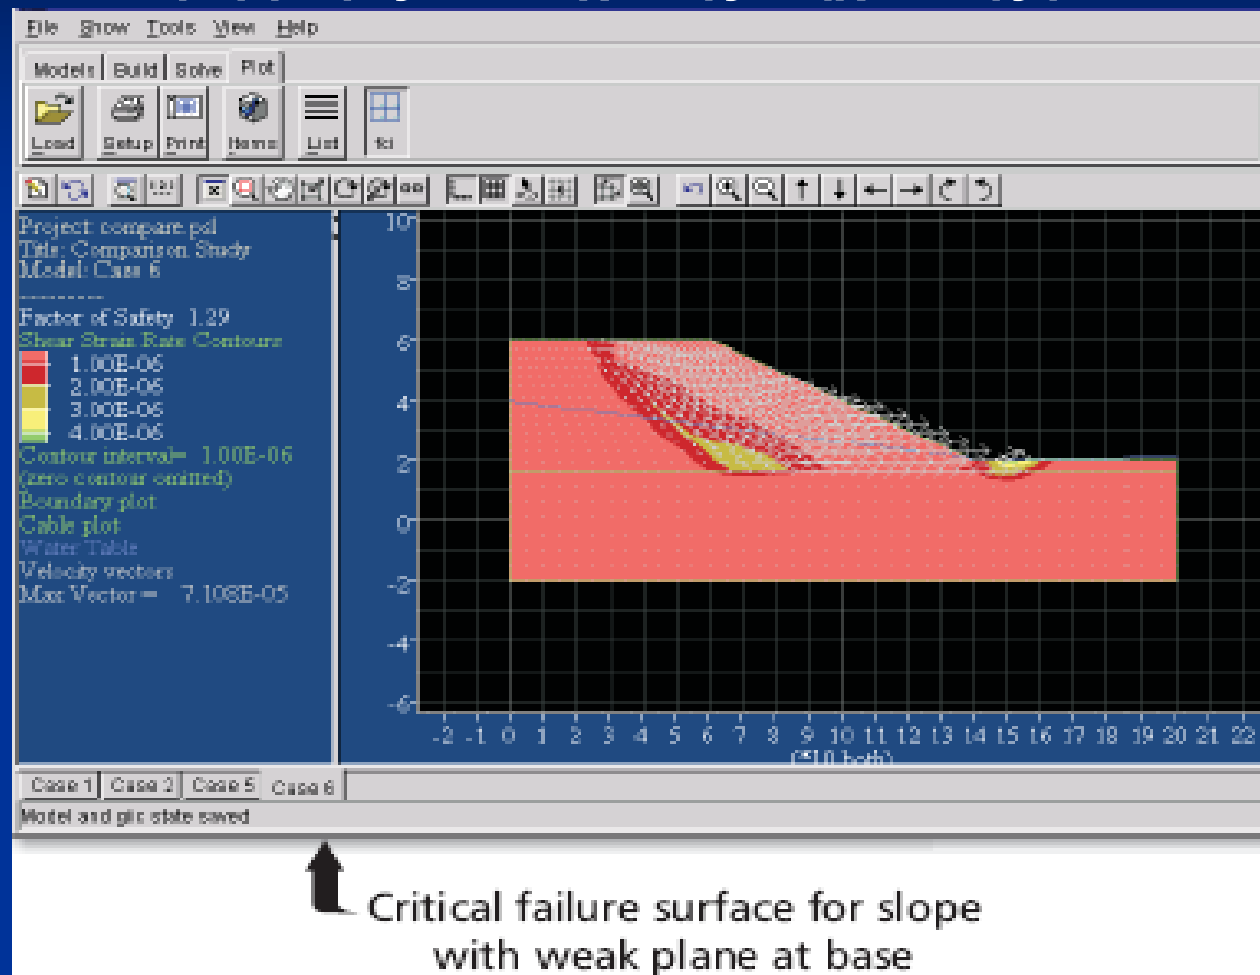 File Show Tools View Help
Models Build Solve Plot
Load Setup Print Items List fki
Project: compare.psl
Title: Comparison Study
Model: Case 6
----------
Factor of Safety 1.29
Shear Strain Rate Contours
1.00E-06
2.00E-06
3.00E-06
4.00E-06
Contour interval= 1.00E-06
(zero contour omitted)
Boundary plot
Cable plot
Water Table
Velocity vectors
Max Vector = 7.108E-05
10
8
6
4
2
0
-2
-4
-6
-2 -1 0 1 2 3 4 5 6 7 8 9 10 11 12 13 14 15 16 17 18 19 20 21 22
(*10 both)
Case 1 Case 2 Case 5 Case 6
Model and giic state saved
Critical failure surface for slope
with weak plane at base